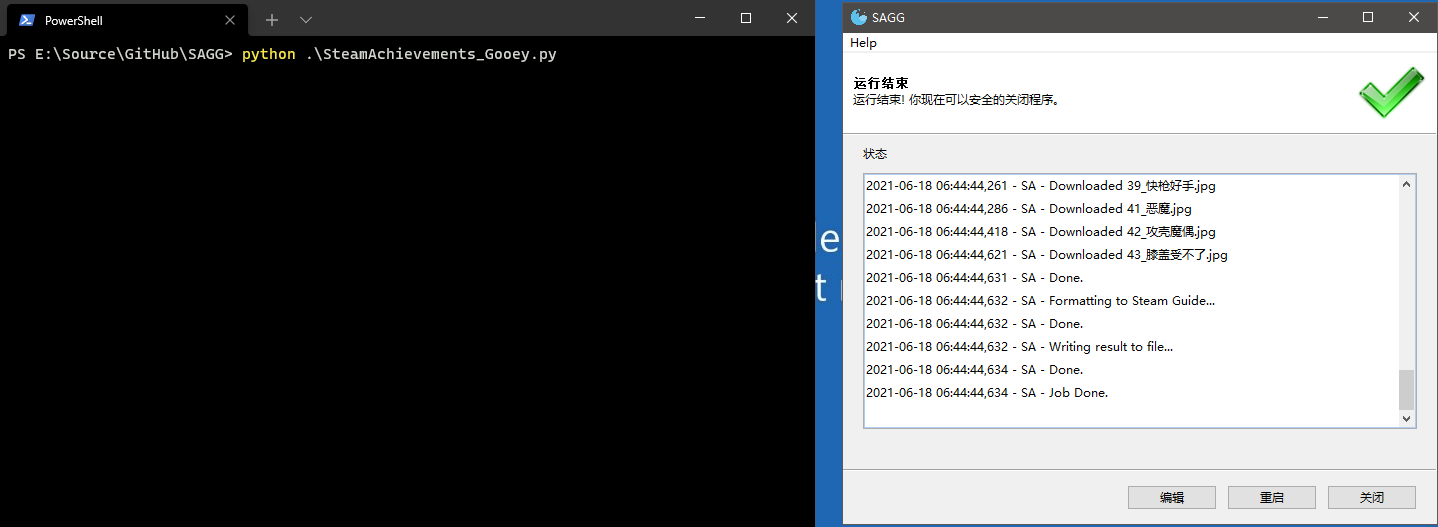 PowerShell
PS E:\Source\GitHub\SAGG> python .\SteamAchievements_Gooey.py
SAGG
Help
运行结束
运行结束! 你现在可以安全的关闭程序。
状态
2021-06-18 06:44:44,261 - SA - Downloaded 39_快枪好手.jpg
2021-06-18 06:44:44,286 - SA - Downloaded 41_恶魔.jpg
2021-06-18 06:44:44,418 - SA - Downloaded 42_攻壳魔偶.jpg
2021-06-18 06:44:44,621 - SA - Downloaded 43_膝盖受不了.jpg
2021-06-18 06:44:44,631 - SA - Done.
2021-06-18 06:44:44,632 - SA - Formatting to Steam Guide...
2021-06-18 06:44:44,632 - SA - Done.
2021-06-18 06:44:44,632 - SA - Writing result to file...
2021-06-18 06:44:44,634 - SA - Done.
2021-06-18 06:44:44,634 - SA - Job Done.
编辑
重启
关闭